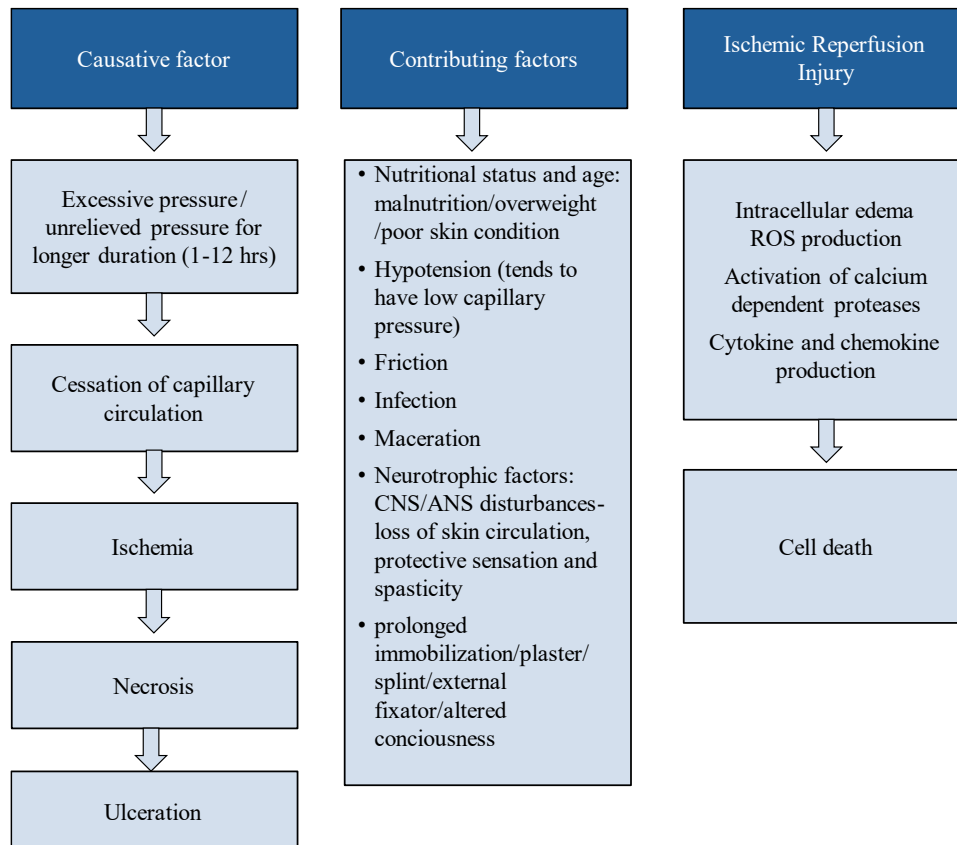 Causative factor
Excessive pressure/
unrelieved pressure for
longer duration (1-12 hrs)
Cessation of capillary
circulation
Ischemia
Necrosis
Ulceration
Contributing factors
• Nutritional status and age:
malnutrition/overweight
/poor skin condition
• Hypotension (tends to
have low capillary
pressure)
• Friction
• Infection
• Maceration
• Neurotrophic factors:
CNS/ANS disturbances-
loss of skin circulation,
protective sensation and
spasticity
• prolonged
immobilization/plaster/
splint/external
fixator/altered
conciousness
Ischemic Reperfusion
Injury
Intracellular edema
ROS production
Activation of calcium
dependent proteases
Cytokine and chemokine
production
Cell death